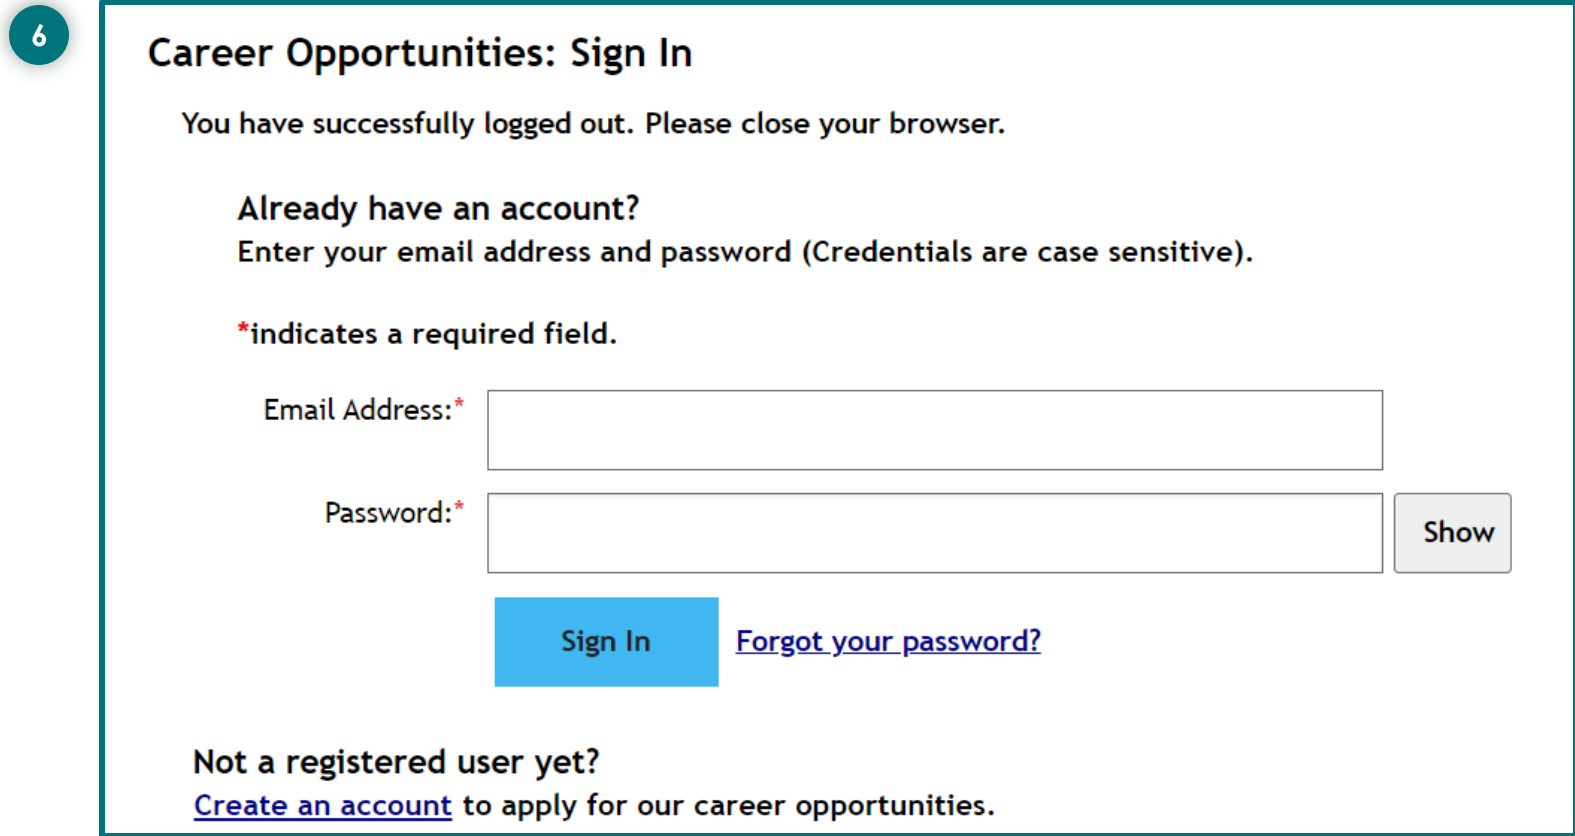 6
Career Opportunities: Sign In
You have successfully logged out. Please close your browser.
Already have an account?
Enter your email address and password (Credentials are case sensitive).
*indicates a required field.
Email Address:*
Password:*
Show
Sign In Forgot your password?
Not a registered user yet?
Create an account to apply for our career opportunities.